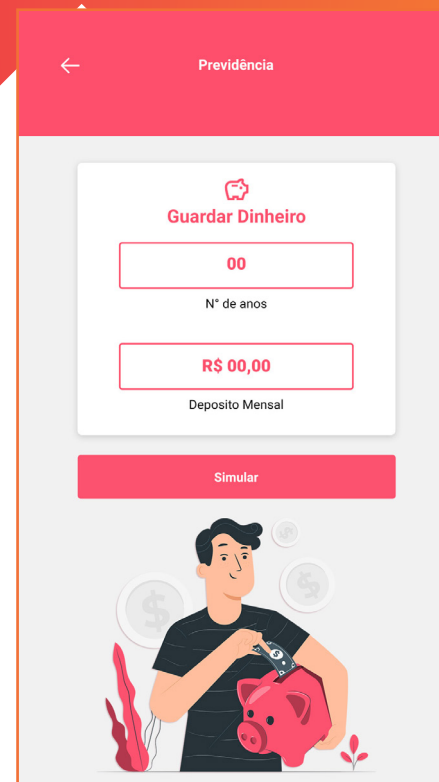 Previdência
Guardar Dinheiro
00
N° de anos
R$ 00,00
Deposito Mensal
Simular
$
$
$
$